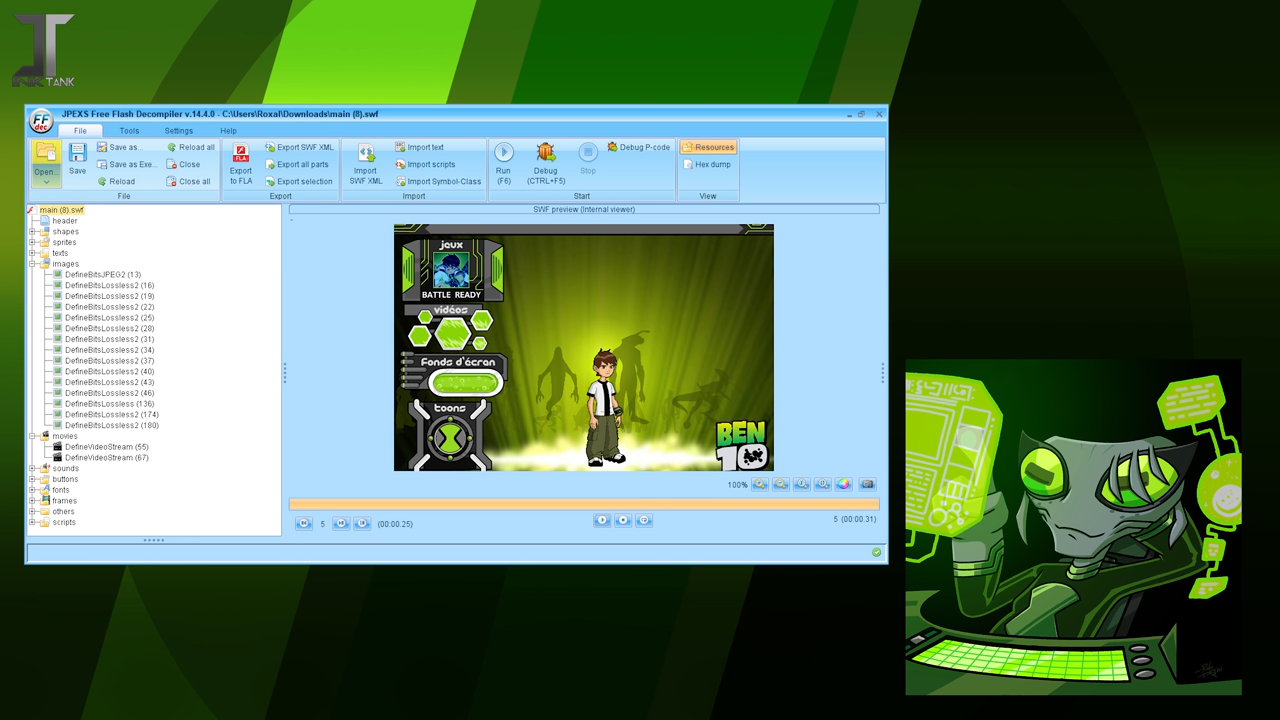 INK TANK
JPEXS Free Flash Decompiler v.14.4.0 - C:\Users\Roxal\Downloads\main (8).swf
FF
dec
File Tools Settings Help
Open...
Save
Save as...
Save as Exe...
Reload
Reload all
Close
Close all
File
Export
to FLA
Export SWF XML
Export all parts
Export selection
Export
Import
SWF XML
Import text
Import scripts
Import Symbol-Class
Import
Run
(F6)
Debug
(CTRL+F5)
Stop
Debug P-code
Start
Resources
Hex dump
View
main (8).swf
header
shapes
sprites
texts
images
DefineBitsJPEG2 (13)
DefineBitsLossless2 (16)
DefineBitsLossless2 (19)
DefineBitsLossless2 (22)
DefineBitsLossless2 (25)
DefineBitsLossless2 (28)
DefineBitsLossless2 (31)
DefineBitsLossless2 (34)
DefineBitsLossless2 (37)
DefineBitsLossless2 (40)
DefineBitsLossless2 (43)
DefineBitsLossless2 (46)
DefineBitsLossless (136)
DefineBitsLossless2 (174)
DefineBitsLossless2 (180)
movies
DefineVideoStream (55)
DefineVideoStream (67)
sounds
buttons
fonts
frames
others
scripts
SWF preview (Internal viewer)
jeux
BATTLE READY
vidéos
Fonds d'écran
toons
BEN
10
100%
5 (00:00.25)
5 (00:00.31)